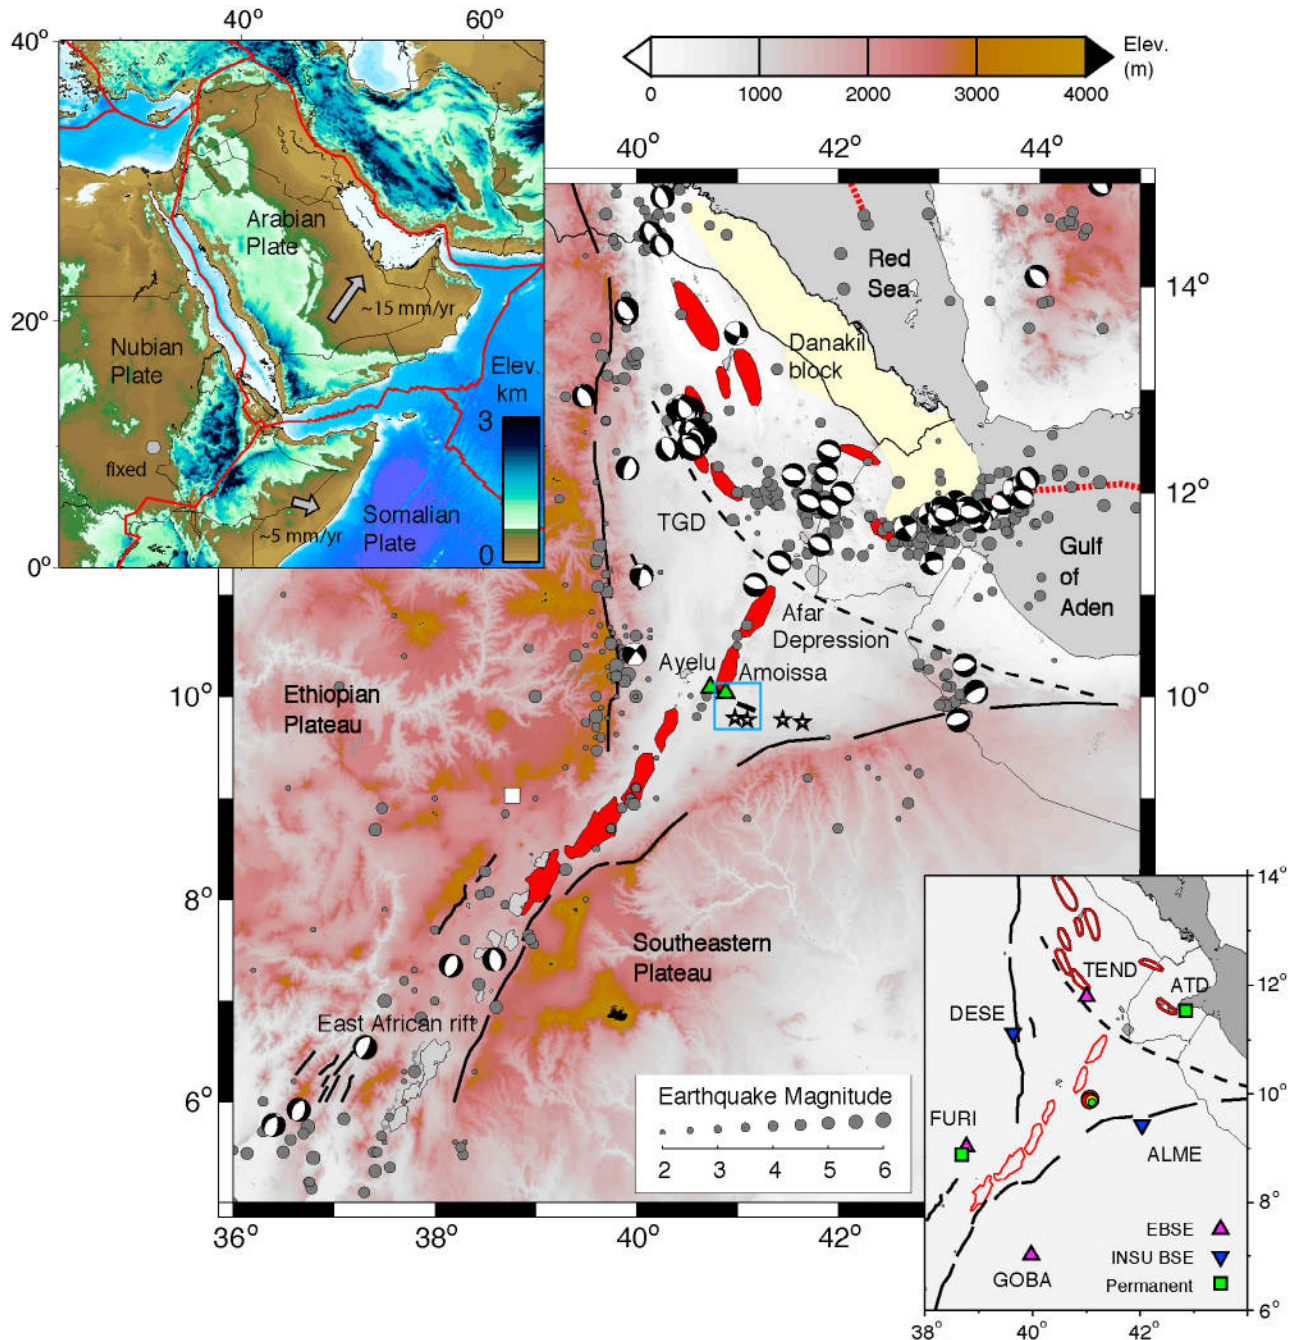 40°
60°
40°
20°
0°
Arabian
Plate
~15 mm/yr
Nubian
Plate
fixed
Elev.
km
3
0
~5 mm/yr
Somalian
Plate
Elev.
(m)
0
1000
2000
3000
4000
40°
42°
44°
14°
12°
10°
10°
8°
6°
36°
38°
40°
42°
Red
Sea
Danakil
block
TGD
Gulf
of
Aden
Afar
Depression
Ayelu
Amoissa
Ethiopian
Plateau
Southeastern
Plateau
East African rift
Earthquake Magnitude
2
3
4
5
6
14°
12°
10°
8°
6°
38°
40°
42°
TEND
ATD
DESE
FURI
ALME
GOBA
EBSE
INSU BSE
Permanent